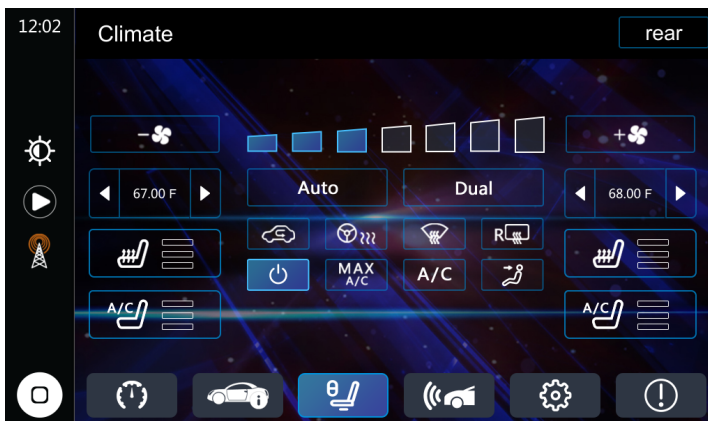 12:02
Climate
rear
67.00 F
Auto
Dual
68.00 F
R
MAX
A/C
A/C
A/C
A/C